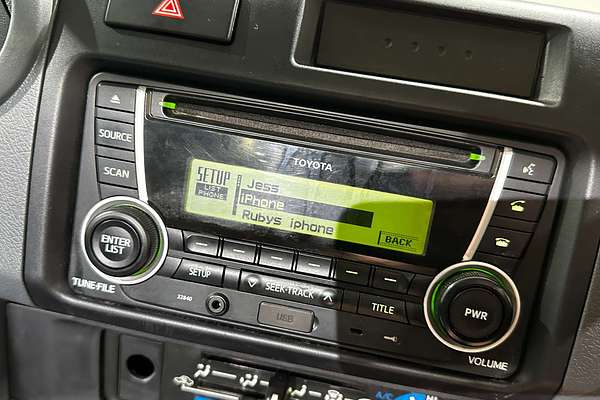 SOURCE
TOYOTA
SCAN
SETUP
LIST
PHONE
Jess
iPhone
Rubys iphone
BACK
ENTER
LIST
TUNE·FILE
SETUP
SEEK·TRACK
TITLE
PWR
VOLUME
33840
USB
A/C